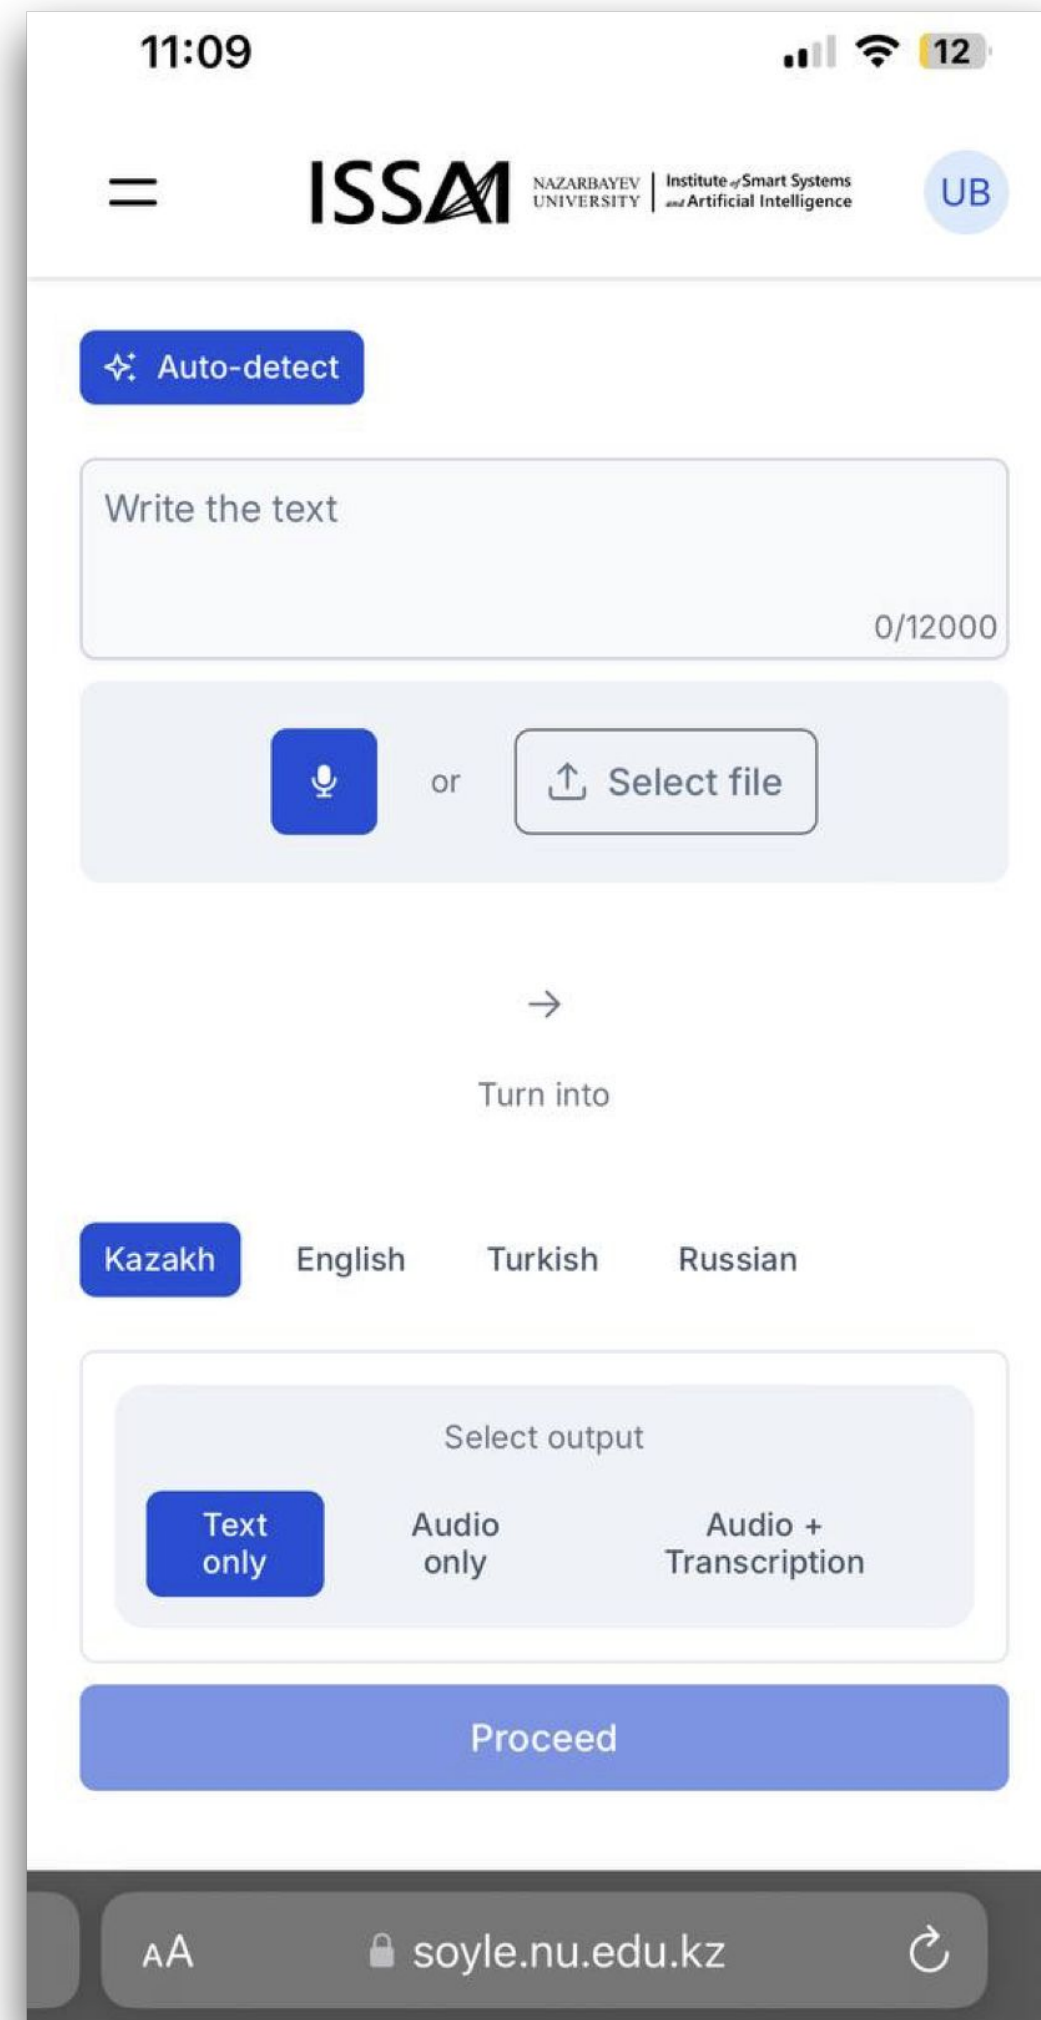 11:09
12
ISSAI
NAZARBAYEV
UNIVERSITY
Institute of Smart Systems
and Artificial Intelligence
UB
Auto-detect
Write the text
0/12000
or
Select file
Turn into
Kazakh English Turkish Russian
Select output
Text
only
Audio
only
Audio +
Transcription
Proceed
AA
soyle.nu.edu.kz